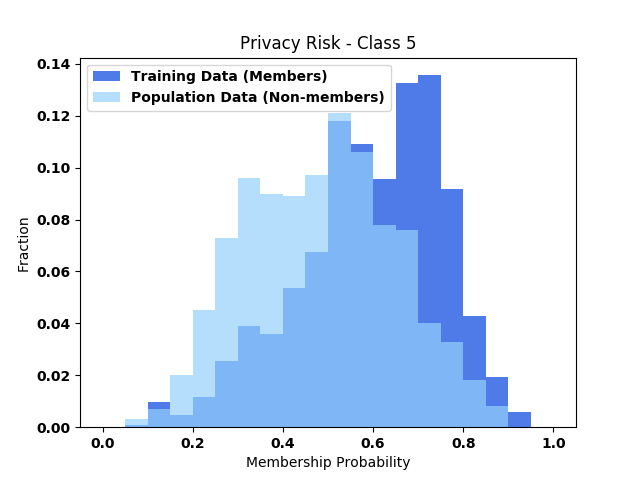 Privacy Risk - Class 5
Training Data (Members)
Population Data (Non-members)
Fraction
0.14
0.12
0.10
0.08
0.06
0.04
0.02
0.00
0.0 0.2 0.4 0.6 0.8 1.0
Membership Probability